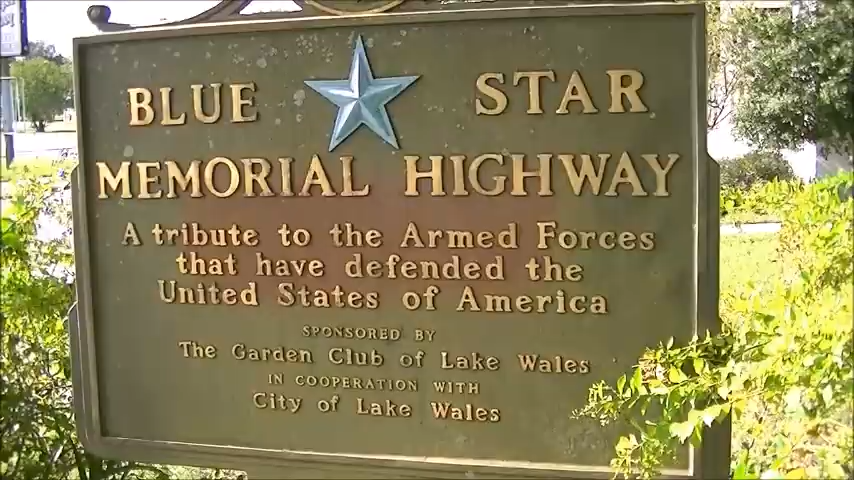 BLUE STAR
MEMORIAL HIGHWAY
A tribute to the Armed Forces
that have defended the
United States of America
SPONSORED BY
The Garden Club of Lake Wales
IN COOPERATION WITH
City of Lake Wales